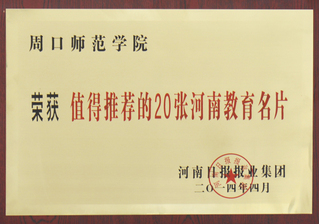 周口师范学院
荣获 值得推荐的20张河南教育名片
河南日报报业集团
二〇一四年四月